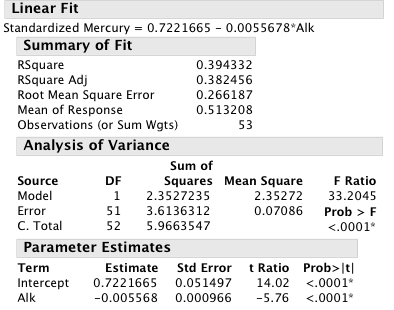 Linear Fit
Standardized Mercury = 0.7221665 - 0.0055678*Alk
Summary of Fit
RSquare 0.394332
RSquare Adj 0.382456
Root Mean Square Error 0.266187
Mean of Response 0.513208
Observations (or Sum Wgts) 53
Analysis of Variance
Source DF Sum of Squares Mean Square F Ratio
Model 1 2.3527235 2.35272 33.2045
Error 51 3.6136312 0.07086 Prob > F
C. Total 52 5.9663547 <.0001*
Parameter Estimates
Term Estimate Std Error t Ratio Prob>|t|
Intercept 0.7221665 0.051497 14.02 <.0001*
Alk -0.005568 0.000966 -5.76 <.0001*